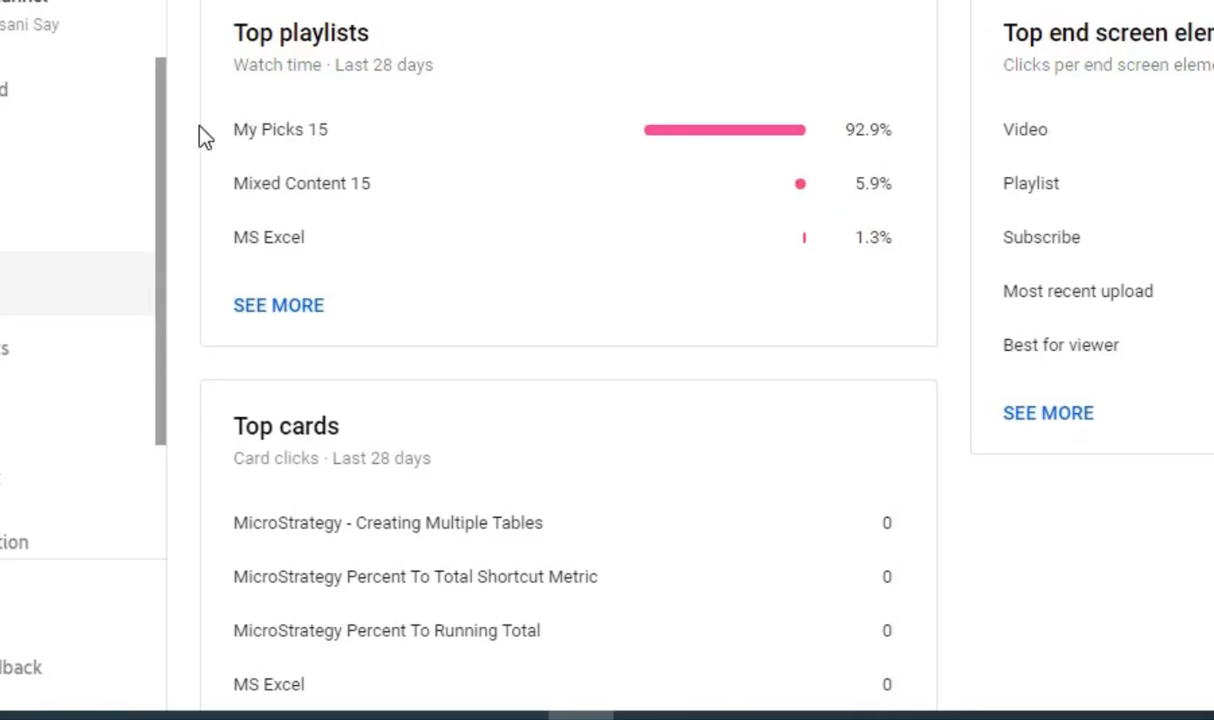 sani Say
Top playlists
Watch time · Last 28 days
My Picks 15
92.9%
Mixed Content 15
5.9%
MS Excel
1.3%
SEE MORE
Top cards
Card clicks · Last 28 days
MicroStrategy - Creating Multiple Tables
0
MicroStrategy Percent To Total Shortcut Metric
0
MicroStrategy Percent To Running Total
0
MS Excel
0
Top end screen elem
Clicks per end screen eleme
Video
Playlist
Subscribe
Most recent upload
Best for viewer
SEE MORE
d
s
tion
lback